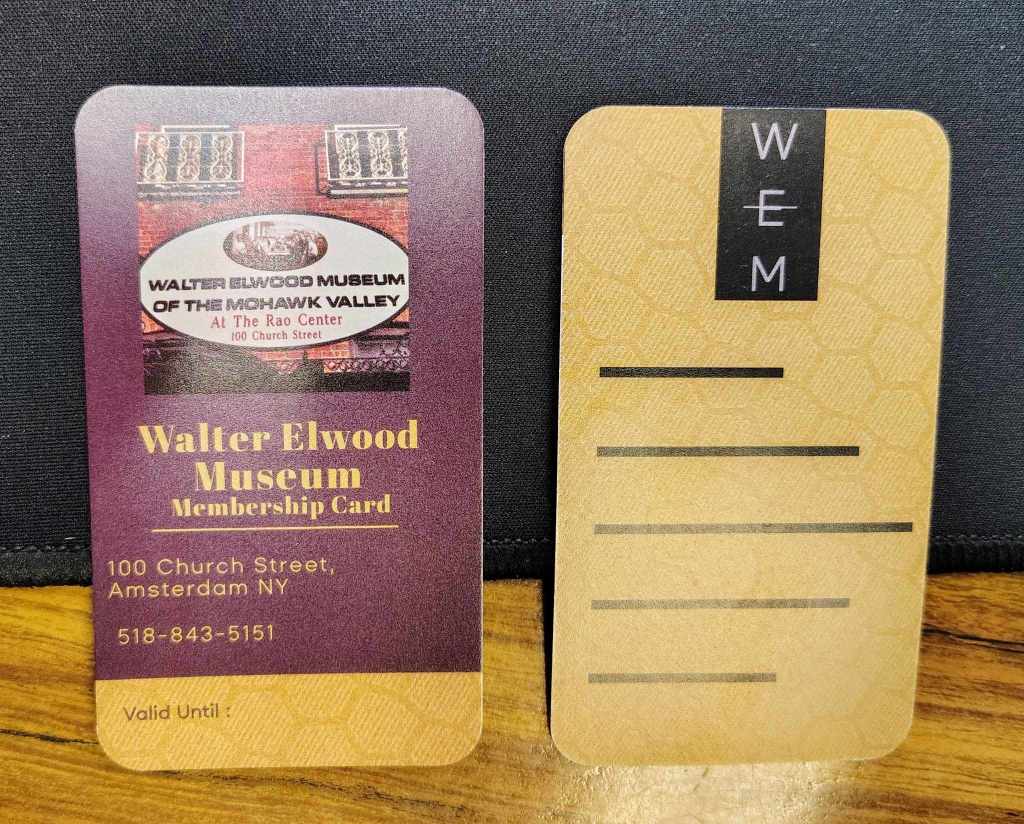 WALTER ELWOOD MUSEUM
OF THE MOHAWK VALLEY
At The Rao Center
100 Church Street
Walter Elwood
Museum
Membership Card
100 Church Street,
Amsterdam NY
518-843-5151
Valid Until :
W
E
M